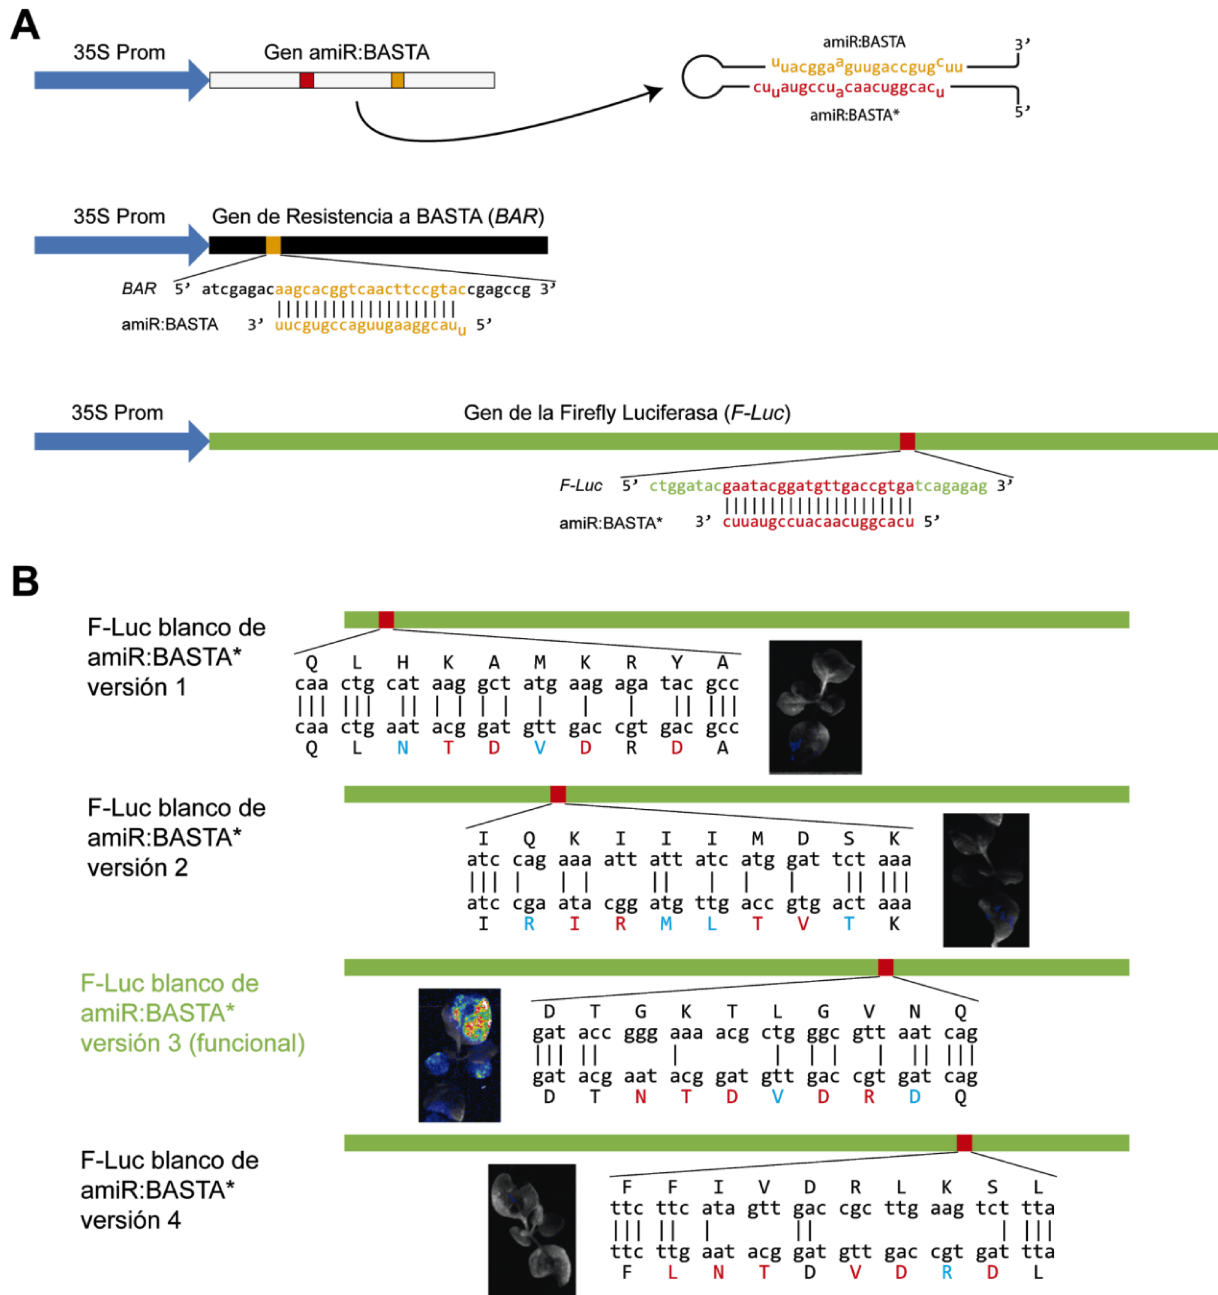 A
35S Prom
Gen amiR:BASTA
amiR:BASTA
3’
uuacggaaguugaccgugcuu
cuuaugccuacaacuggcacu
amiR:BASTA*
5’
35S Prom
Gen de Resistencia a BASTA (BAR)
BAR 5’ atcgagacaagcacggtcaacttccgtaccgagccg 3’
amiR:BASTA 3’ uucgugccaguugaaggcauu 5’
35S Prom
Gen de la Firefly Luciferasa (F-Luc)
F-Luc 5’ ctggatacgaatacggatgttgaccgtgatcagagag 3’
amiR:BASTA* 3’ cuuaugccuacaacuggcacu 5’
B
F-Luc blanco de
amiR:BASTA*
versión 1
Q L H K A M K R Y A
caa ctg cat aag gct atg aag aga tac gcc
caa ctg aat acg gat gtt gac cgt gac gcc
Q L N T D V D R D A
F-Luc blanco de
amiR:BASTA*
versión 2
I Q K I I I M D S K
atc cag aaa att att atc atg gat tct aaa
atc cga ata cgg atg ttg acc gtg act aaa
I R I R M L T V T K
F-Luc blanco de
amiR:BASTA*
versión 3 (funcional)
D T G K T L G V N Q
gat acc ggg aaa acg ctg ggc gtt aat cag
gat acg aat acg gat gtt gac cgt gat cag
D T N T D V D R D Q
F-Luc blanco de
amiR:BASTA*
versión 4
F F I V D R L K S L
ttc ttc ata gtt gac cgc ttg aag tct tta
ttc ttg aat acg gat gtt gac cgt gat tta
F L N T D V D R D L